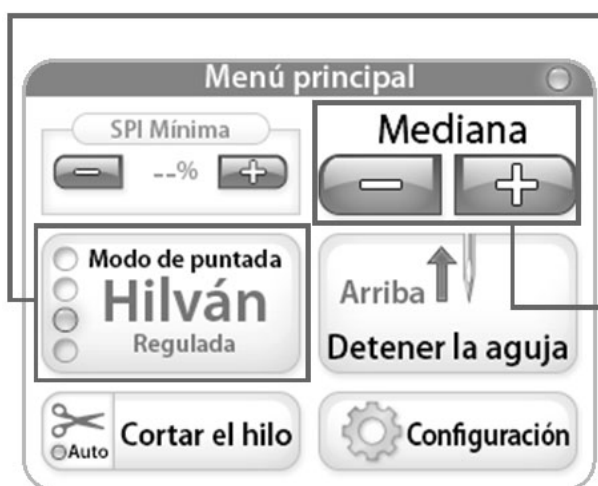 Menú principal
SPI Mínima
--%
Mediana
Modo de puntada
Hilván
Regulada
Arriba
Detener la aguja
Auto
Cortar el hilo
Configuración